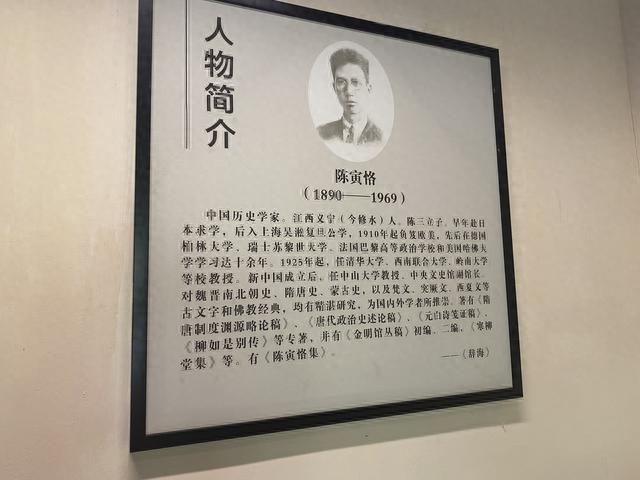 人物简介
陈寅恪
（1890——1969）
中国历史学家。江西义宁（今修水）人。陈三立子。早年赴日
本求学，后入上海吴淞复旦公学，1910年起负笈欧美，先后在德国
柏林大学、瑞士苏黎世大学、法国巴黎高等政治学校和美国哈佛大
学学习达十余年。1925年起，任清华大学、西南联合大学、岭南大学
等校教授。新中国成立后，任中山大学教授、中央文史馆副馆长。
对魏晋南北朝史、隋唐史、蒙古史，以及梵文、突厥文、西夏文等
古文字和佛教经典，均有精湛研究，为国内外学者所推崇。著有《隋
唐制度渊源略论稿》、《唐代政治史述论稿》、《元白诗笺证稿》、
《柳如是别传》等专著，并有《金明馆丛稿》初编、二编，《寒柳
堂集》等。有《陈寅恪集》。
——《辞海》